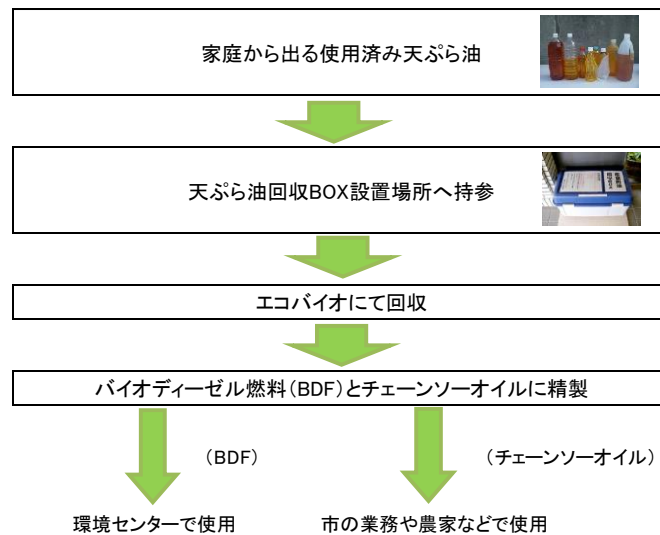 家庭から出る使用済み天ぷら油
天ぷら油回収BOX設置場所へ持参
エコバイオにて回収
バイオディーゼル燃料(BDF)とチェーンソーオイルに精製
(BDF)
(チェーンソーオイル)
環境センターで使用
市の業務や農家などで使用